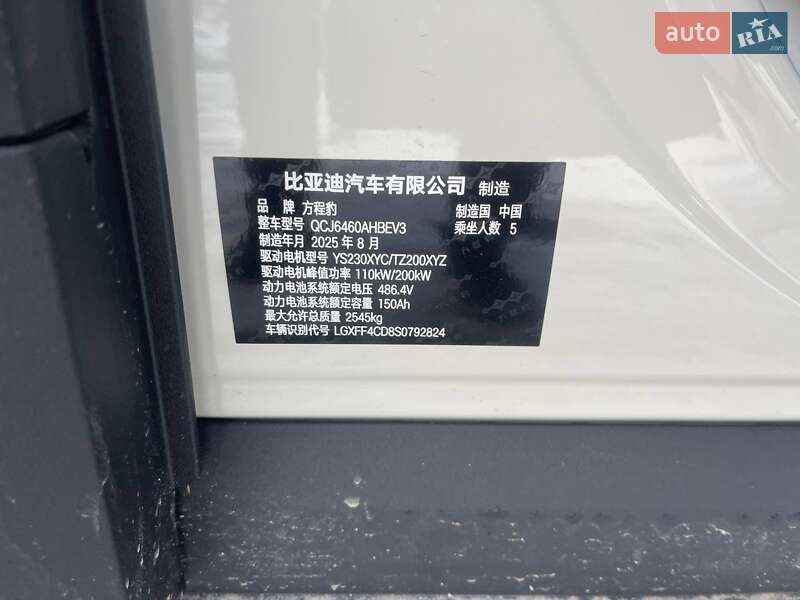 auto RIA.com
比亚迪汽车有限公司 制造
品 牌 方程豹 制造国 中国
整车型号 QCJ6460AHBEV3 乘坐人数 5
制造年月 2025 年 8 月
驱动电机型号 YS230XYC/TZ200XYZ
驱动电机峰值功率 110kW/200kW
动力电池系统额定电压 486.4V
动力电池系统额定容量 150Ah
最大允许总质量 2545kg
车辆识别代号 LGXFF4CD8S0792824